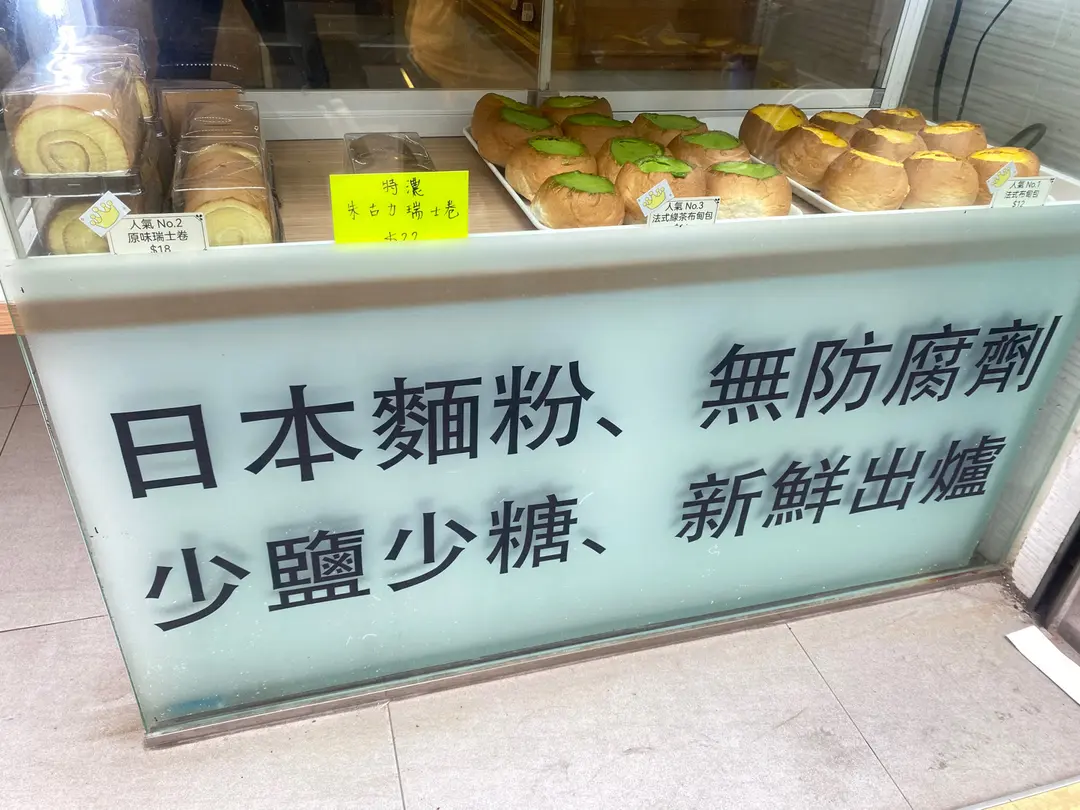 人氣 No.2
原味瑞士卷
$18
特濃
朱古力瑞士卷
$22
人氣 No.3
法式綠茶布甸包
人氣 No.1
法式布甸包
$12
日本麵粉、 無防腐劑
少鹽少糖、 新鮮出爐